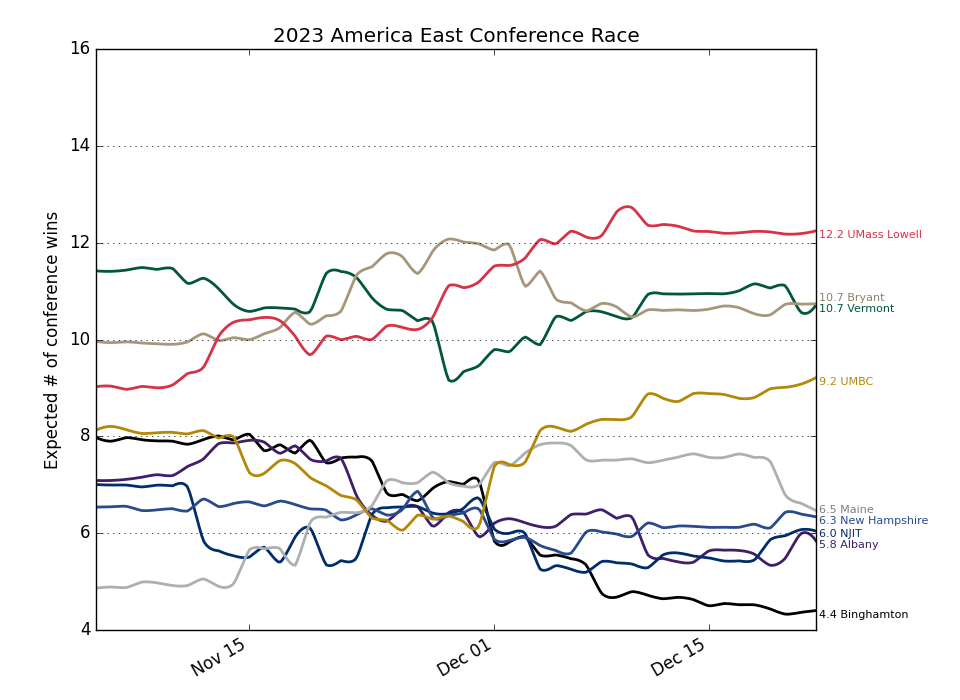 2023 America East Conference Race
Expected # of conference wins
16
14
12
10
8
6
4
12.2 UMass Lowell
10.7 Bryant
10.7 Vermont
9.2 UMBC
6.5 Maine
6.3 New Hampshire
6.0 NJIT
5.8 Albany
4.4 Binghamton
Nov 15
Dec 01
Dec 15